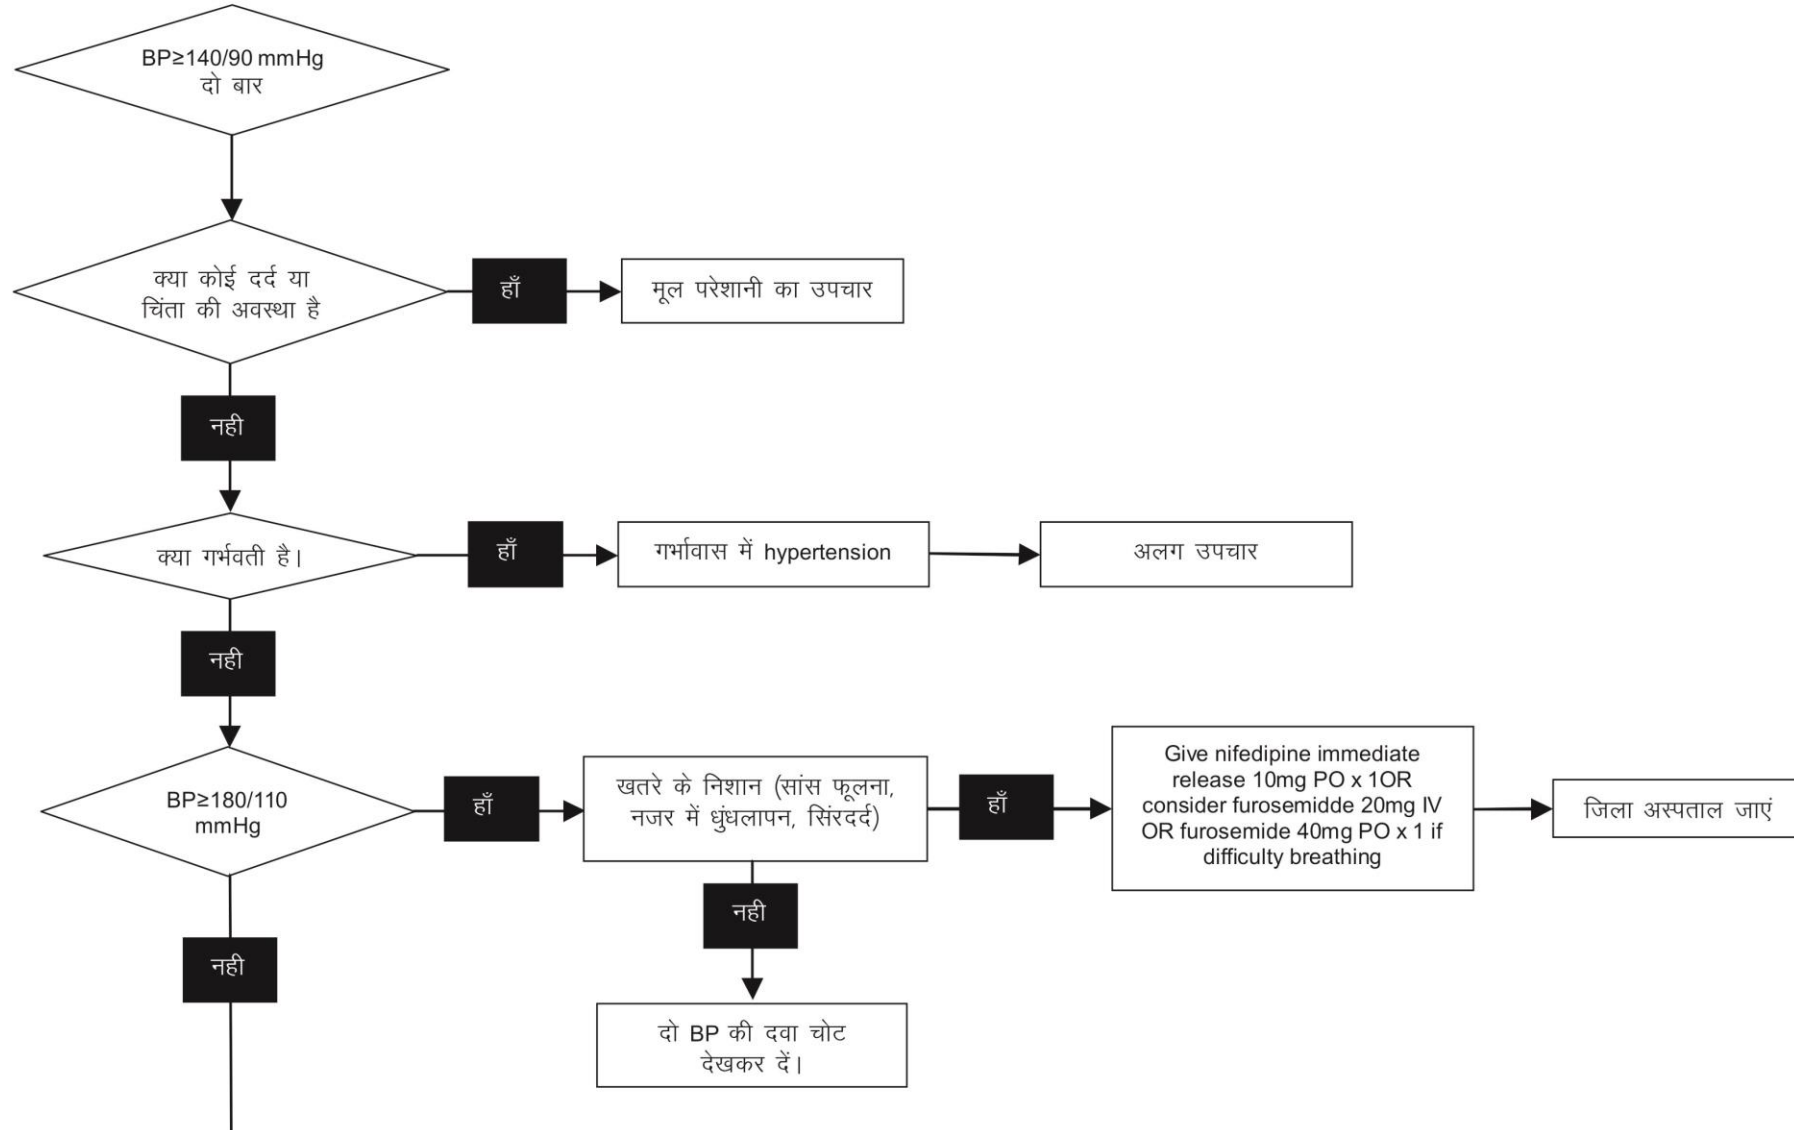 BP≥140/90 mmHg
दो बार
क्या कोई दर्द या
चिंता की अवस्था है
हाँ
मूल परेशानी का उपचार
नही
क्या गर्भवती है।
हाँ
गर्भावास में hypertension
अलग उपचार
नही
BP≥180/110
mmHg
हाँ
खतरे के निशान (सांस फूलना,
नजर में धुंधलापन, सिंरदर्द)
हाँ
Give nifedipine immediate
release 10mg PO x 1OR
consider furosemidde 20mg IV
OR furosemide 40mg PO x 1 if
difficulty breathing
जिला अस्पताल जाएं
नही
दो BP की दवा चोट
देखकर दें।
नही